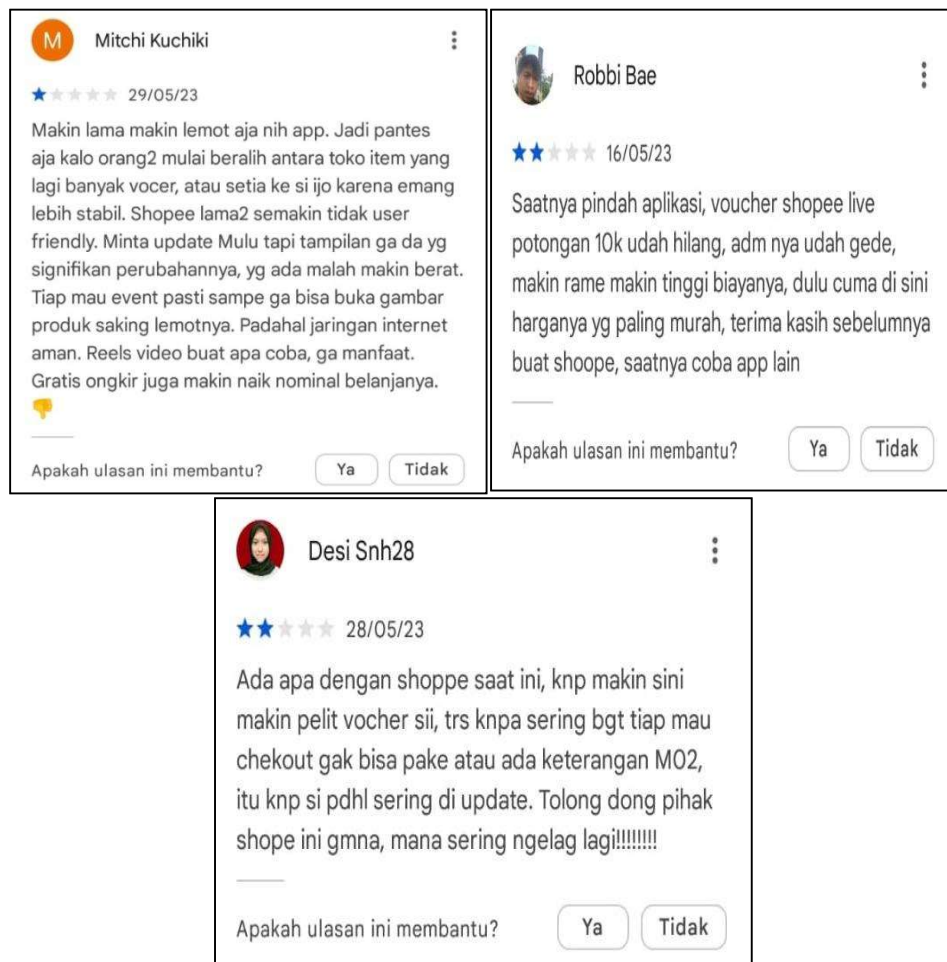 M
Mitchi Kuchiki
29/05/23
Makin lama makin lemot aja nih app. Jadi pantes
aja kalo orang2 mulai beralih antara toko item yang
lagi banyak vocer, atau setia ke si ijo karena emang
lebih stabil. Shopee lama2 semakin tidak user
friendly. Minta update Mulu tapi tampilan ga da yg
signifikan perubahannya, yg ada malah makin berat.
Tiap mau event pasti sampe ga bisa buka gambar
produk saking lemotnya. Padahal jaringan internet
aman. Reels video buat apa coba, ga manfaat.
Gratis ongkir juga makin naik nominal belanjanya.
👎
Apakah ulasan ini membantu?
Ya
Tidak
Robbi Bae
16/05/23
Saatnya pindah aplikasi, voucher shopee live
potongan 10k udah hilang, adm nya udah gede,
makin rame makin tinggi biayanya, dulu cuma di sini
harganya yg paling murah, terima kasih sebelumnya
buat shoope, saatnya coba app lain
Apakah ulasan ini membantu?
Ya
Tidak
Desi Snh28
28/05/23
Ada apa dengan shoppe saat ini, knp makin sini
makin pelit vocher sii, trs knpa sering bgt tiap mau
chekout gak bisa pake atau ada keterangan M02,
itu knp si pdhl sering di update. Tolong dong pihak
shope ini gmna, mana sering ngelag lagi!!!!!!!!
Apakah ulasan ini membantu?
Ya
Tidak